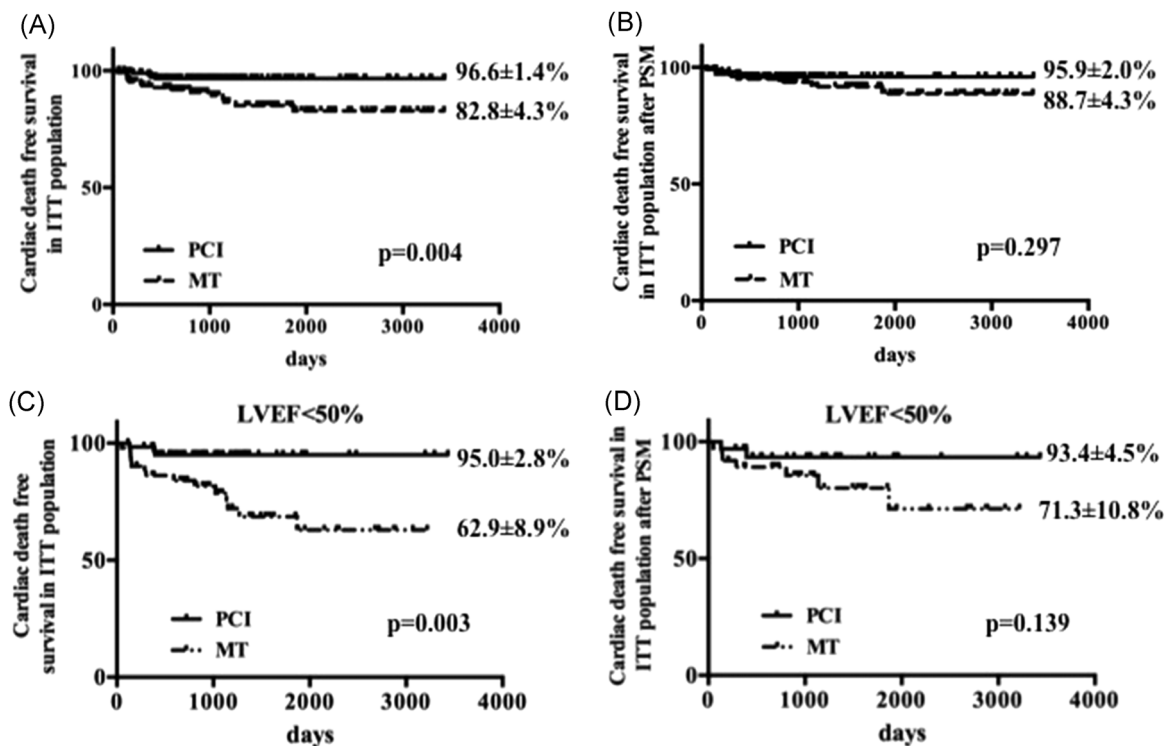 (A)
Cardiac death free survival
in ITT population
100
50
0
96.6±1.4%
82.8±4.3%
PCI
MT
p=0.004
0 1000 2000 3000 4000
days
(B)
Cardiac death free survival
in ITT population after PSM
100
50
0
95.9±2.0%
88.7±4.3%
PCI
MT
p=0.297
0 1000 2000 3000 4000
days
(C)
LVEF<50%
Cardiac death free
survival in ITT population
100
50
0
95.0±2.8%
62.9±8.9%
PCI
MT
p=0.003
0 1000 2000 3000 4000
days
(D)
LVEF<50%
Cardiac death free survival in
ITT population after PSM
100
50
0
93.4±4.5%
71.3±10.8%
PCI
MT
p=0.139
0 1000 2000 3000 4000
days